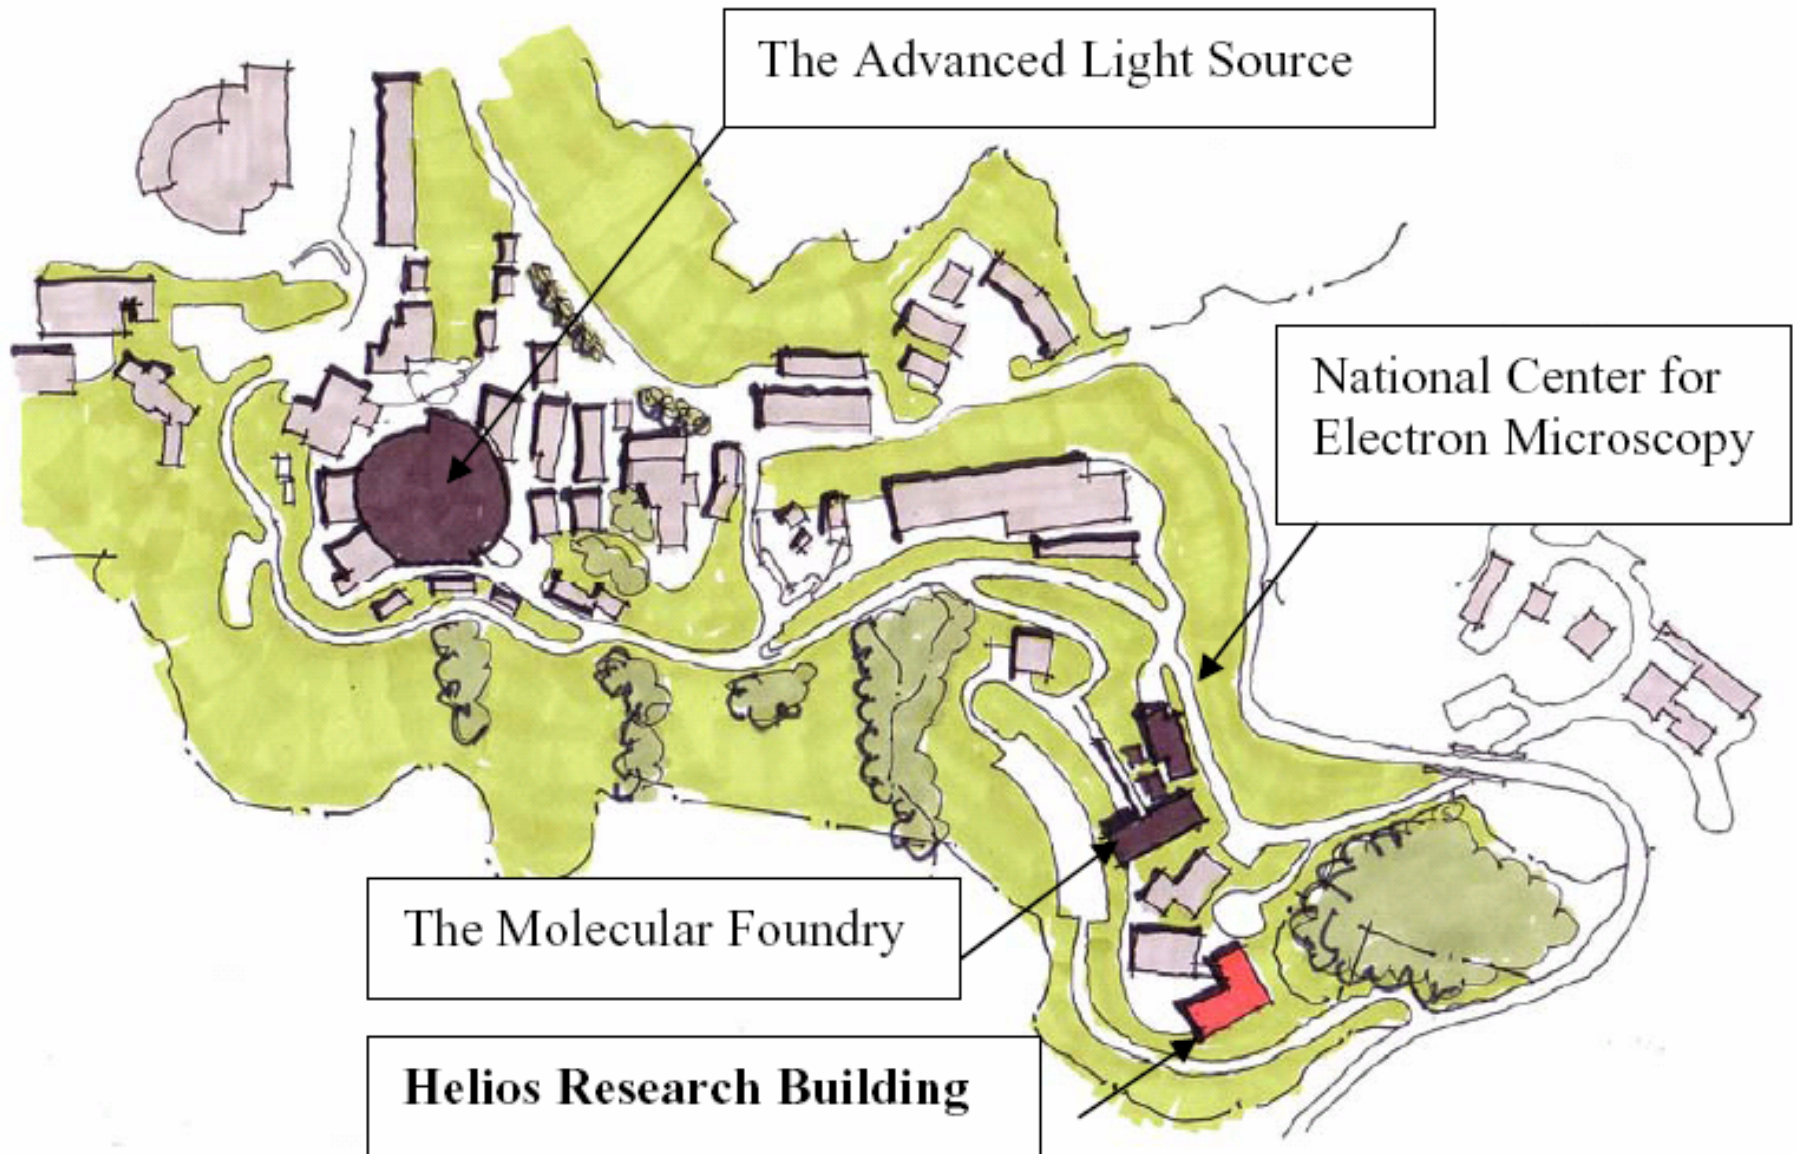 The Advanced Light Source
National Center for
Electron Microscopy
The Molecular Foundry
Helios Research Building